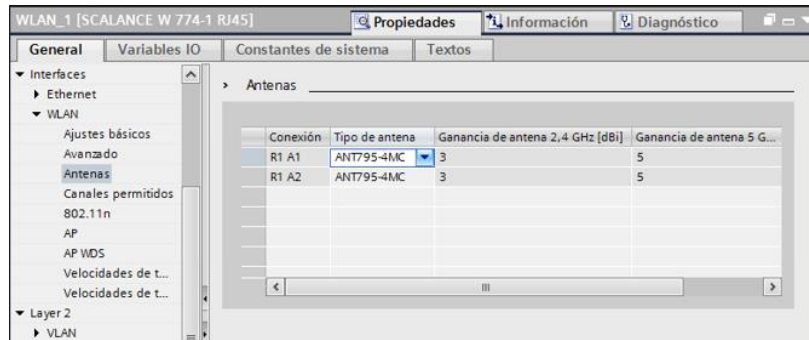 WLAN_1 [SCALANCE W 774-1 RJ45]
Propiedades
Información
Diagnóstico
General
Variables IO
Constantes de sistema
Textos
Interfaces
Ethernet
WLAN
Ajustes básicos
Avanzado
Antenas
Canales permitidos
802.11n
AP
AP WDS
Velocidades de t...
Velocidades de t...
Layer 2
VLAN
Antenas
Conexión Tipo de antena Ganancia de antena 2,4 GHz [dBi] Ganancia de antena 5 G...
R1 A1 ANT795-4MC 3 5
R1 A2 ANT795-4MC 3 5